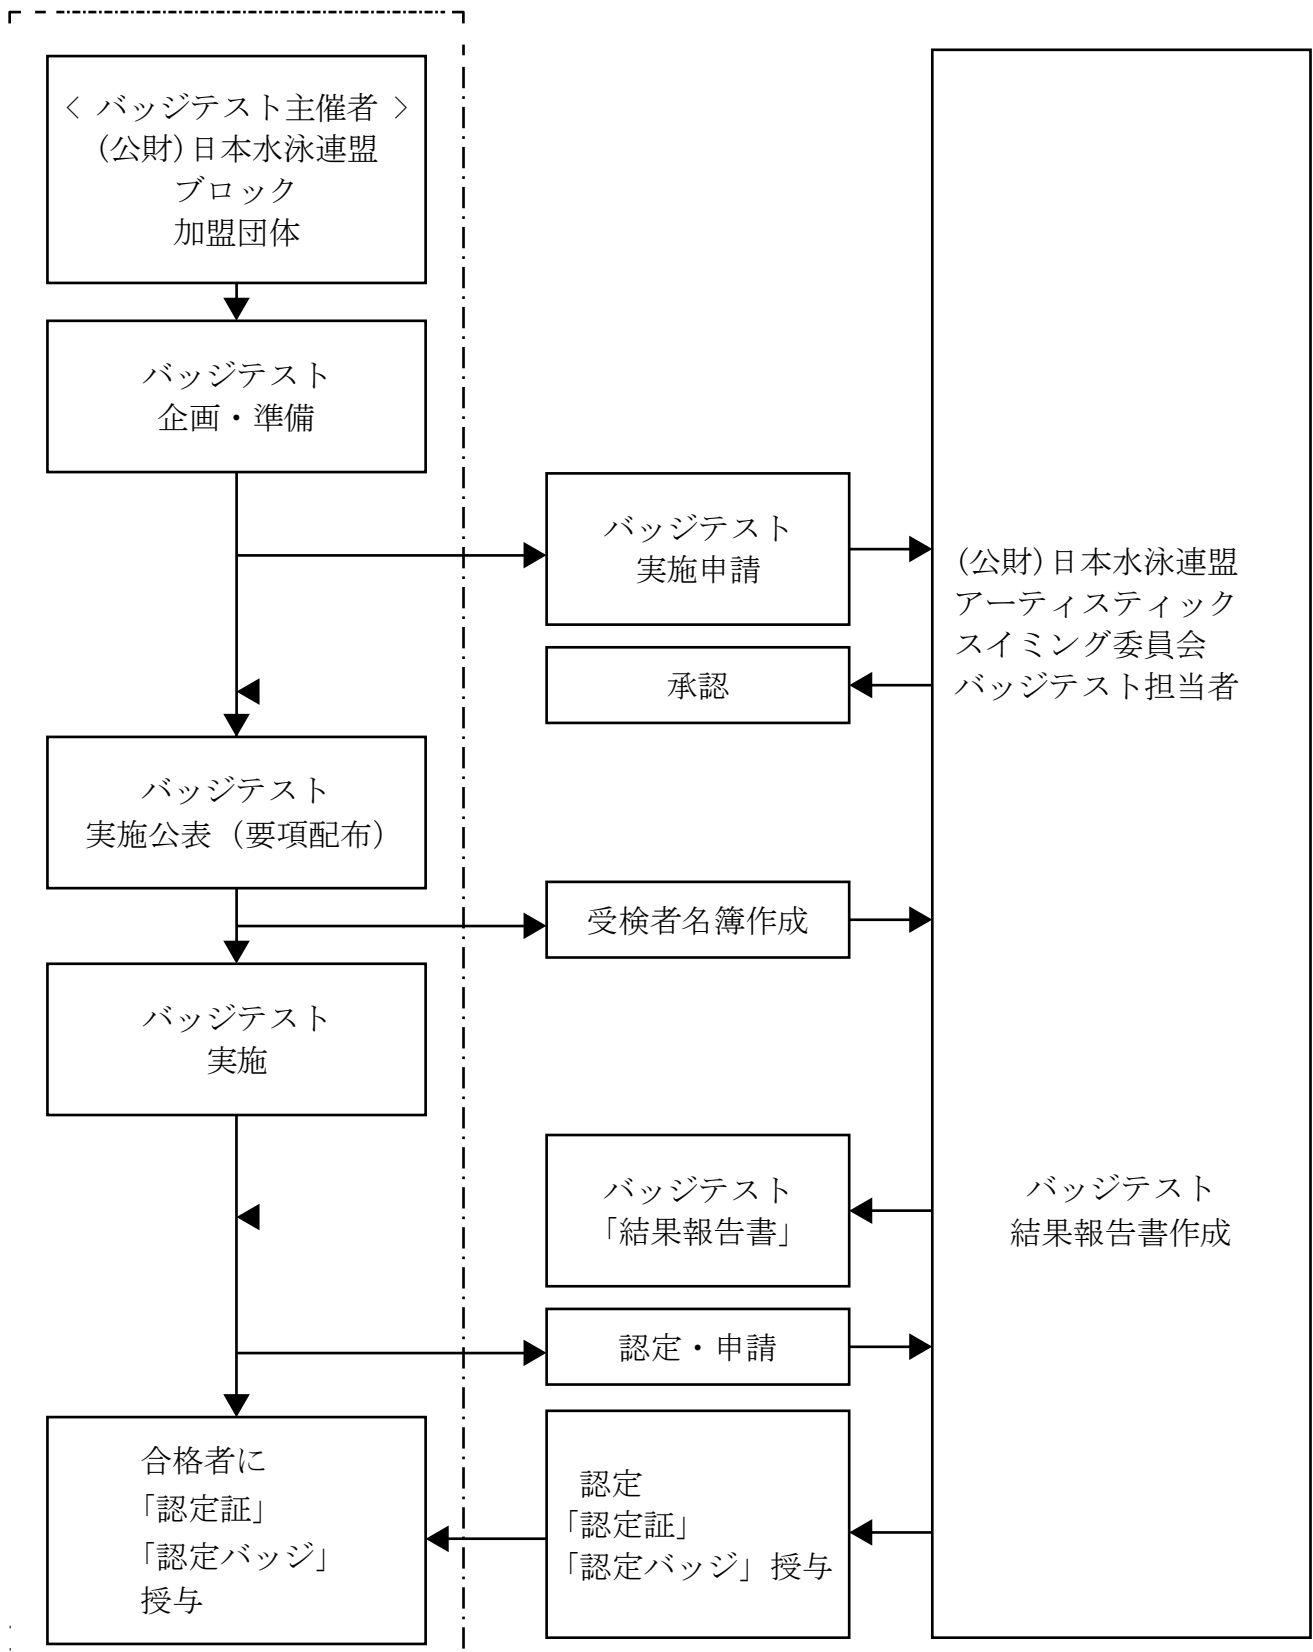 < バッジテスト主催者 >
(公財)日本水泳連盟
ブロック
加盟団体
バッジテスト
企画・準備
バッジテスト
実施申請
(公財)日本水泳連盟
アーティスティック
スイミング委員会
バッジテスト担当者
承認
バッジテスト
実施公表（要項配布）
受検者名簿作成
バッジテスト
実施
バッジテスト
「結果報告書」
バッジテスト
結果報告書作成
認定・申請
合格者に
「認定証」
「認定バッジ」
授与
認定
「認定証」
「認定バッジ」授与